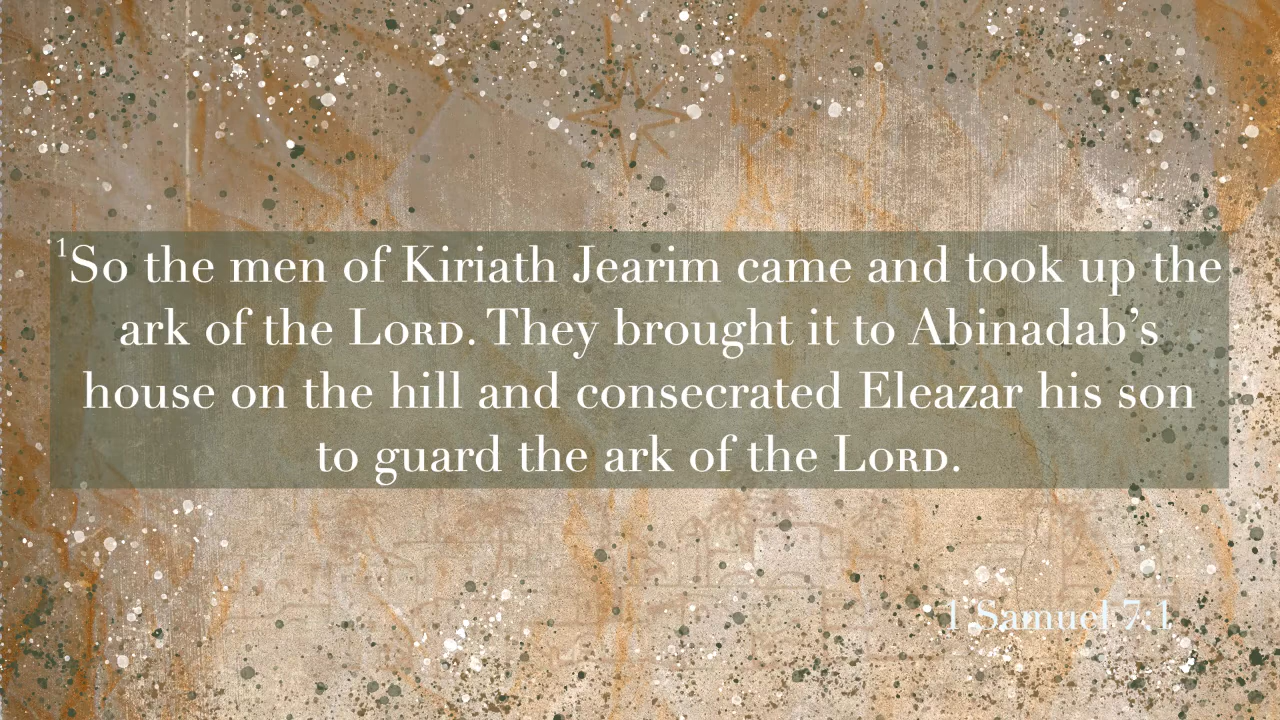 ¹So the men of Kiriath Jearim came and took up the
ark of the Lᴏʀᴅ. They brought it to Abinadab’s
house on the hill and consecrated Eleazar his son
to guard the ark of the Lᴏʀᴅ.
1 Samuel 7:1